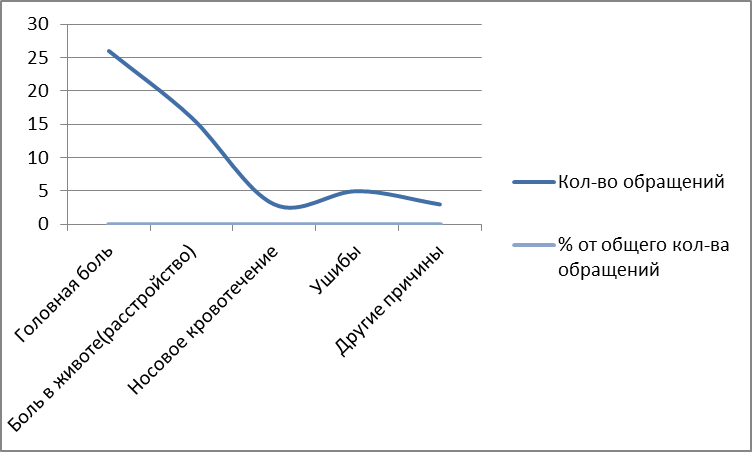 30
25
20
15
10
5
0
Головная боль
Боль в животе(расстройство)
Носовое кровотечение
Ушибы
Другие причины
Кол-во обращений
% от общего кол-ва
обращений